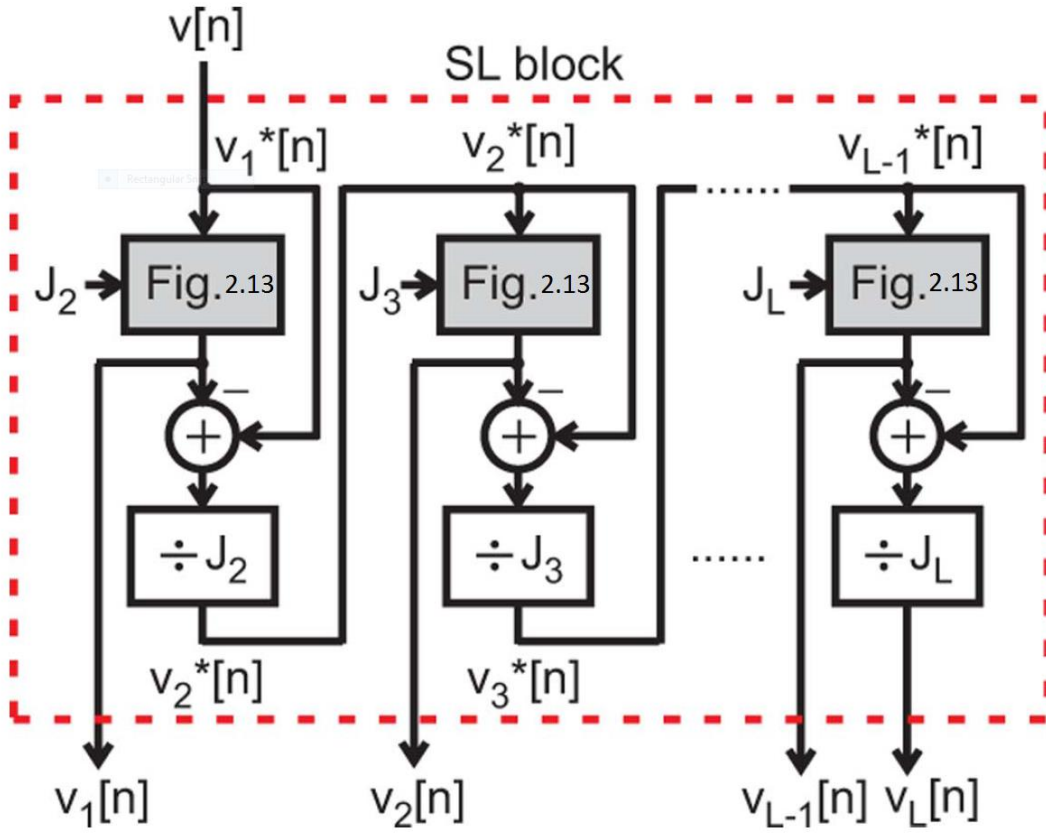 v[n]
SL block
v1*[n] v2*[n] vL-1*[n]
Rectangular
J2 Fig. 2.13 J3 Fig. 2.13 JL Fig. 2.13
− − −
+ + +
÷ J2 ÷ J3 ...... ÷ JL
v2*[n] v3*[n]
v1[n] v2[n] vL-1[n] vL[n]